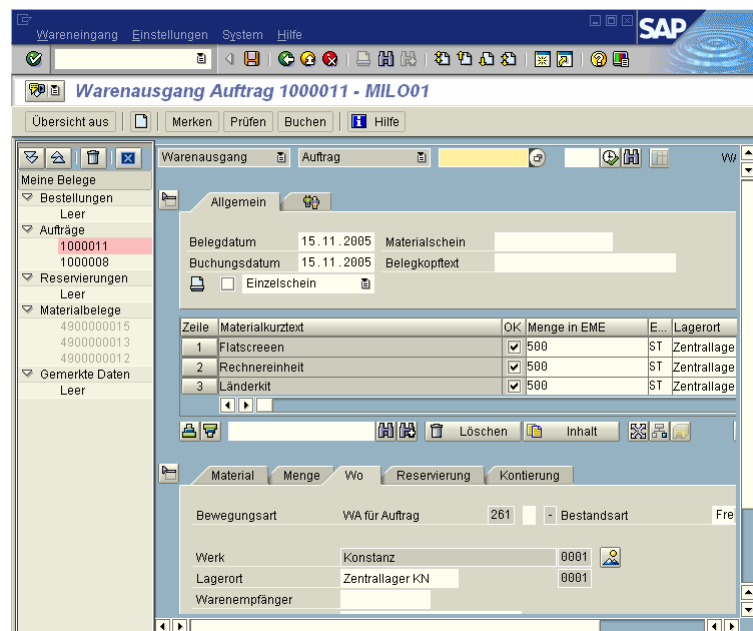 Wareneingang Einstellungen System Hilfe
SAP
Warenausgang Auftrag 1000011 - MILO01
Übersicht aus Merken Prüfen Buchen Hilfe
Meine Belege
Bestellungen
Leer
Aufträge
1000011
1000008
Reservierungen
Leer
Materialbelege
4900000015
4900000013
4900000012
Gemerkte Daten
Leer
Warenausgang Auftrag WA
Allgemein
Belegdatum 15.11.2005 Materialschein
Buchungsdatum 15.11.2005 Belegkopftext
Einzelschein
Zeile Materialkurztext OK Menge in EME E... Lagerort
1 Flatscreeen 500 ST Zentrallage
2 Rechnereinheit 500 ST Zentrallage
3 Länderkit 500 ST Zentrallage
Löschen Inhalt
Material Menge Wo Reservierung Kontierung
Bewegungsart WA für Auftrag 261 - Bestandsart Fre
Werk Konstanz 0001
Lagerort Zentrallager KN 0001
Warenempfänger